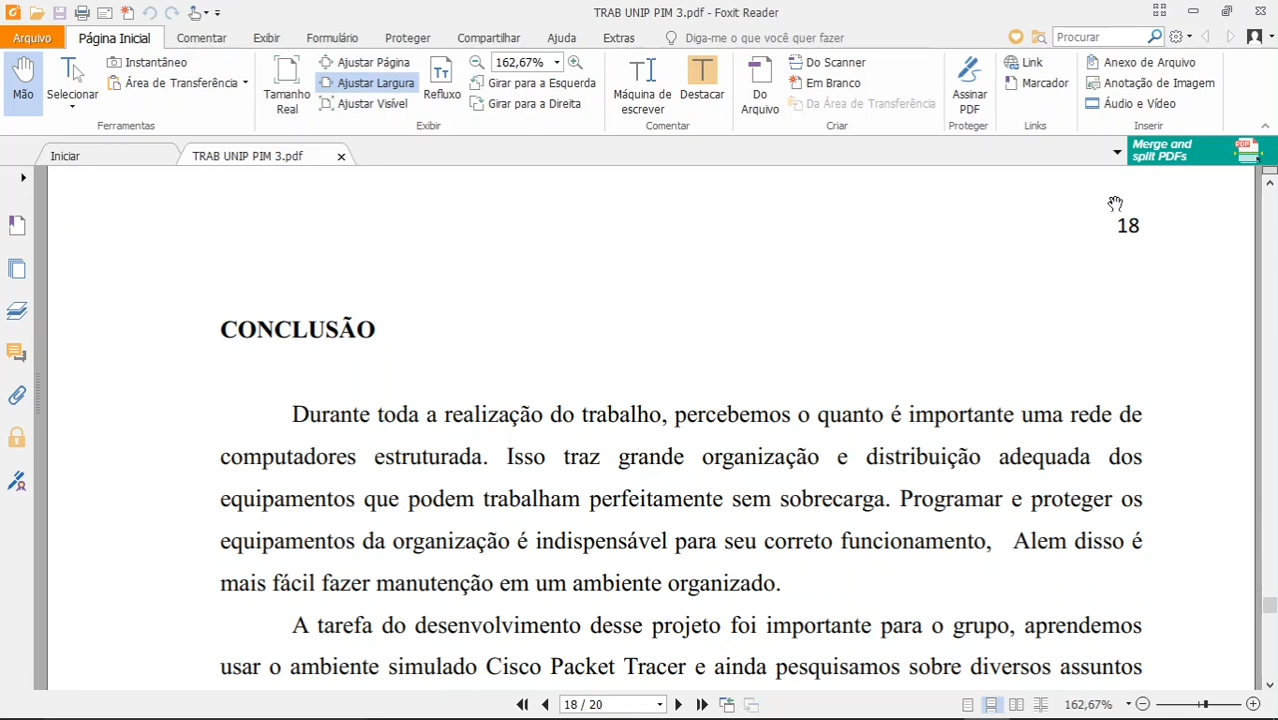 TRAB UNIP PIM 3.pdf - Foxit Reader
Arquivo Página Inicial Comentar Exibir Formulário Proteger Compartilhar Ajuda Extras Diga-me o que você quer fazer Procurar
Mão
Selecionar
Instantâneo
Área de Transferência
Ferramentas
Tamanho Real
Ajustar Página
Ajustar Largura
Ajustar Visível
Refluxo
162,67%
Girar para a Esquerda
Girar para a Direita
Exibir
Máquina de escrever
Destacar
Comentar
Do Arquivo
Do Scanner
Em Branco
Da Área de Transferência
Criar
Assinar PDF
Proteger
Link
Marcador
Links
Anexo de Arquivo
Anotação de Imagem
Áudio e Vídeo
Inserir
Iniciar
TRAB UNIP PIM 3.pdf
Merge and
split PDFs
18
CONCLUSÃO
Durante toda a realização do trabalho, percebemos o quanto é importante uma rede de
computadores estruturada. Isso traz grande organização e distribuição adequada dos
equipamentos que podem trabalham perfeitamente sem sobrecarga. Programar e proteger os
equipamentos da organização é indispensável para seu correto funcionamento, Alem disso é
mais fácil fazer manutenção em um ambiente organizado.
A tarefa do desenvolvimento desse projeto foi importante para o grupo, aprendemos
usar o ambiente simulado Cisco Packet Tracer e ainda pesquisamos sobre diversos assuntos
18 / 20
162,67%